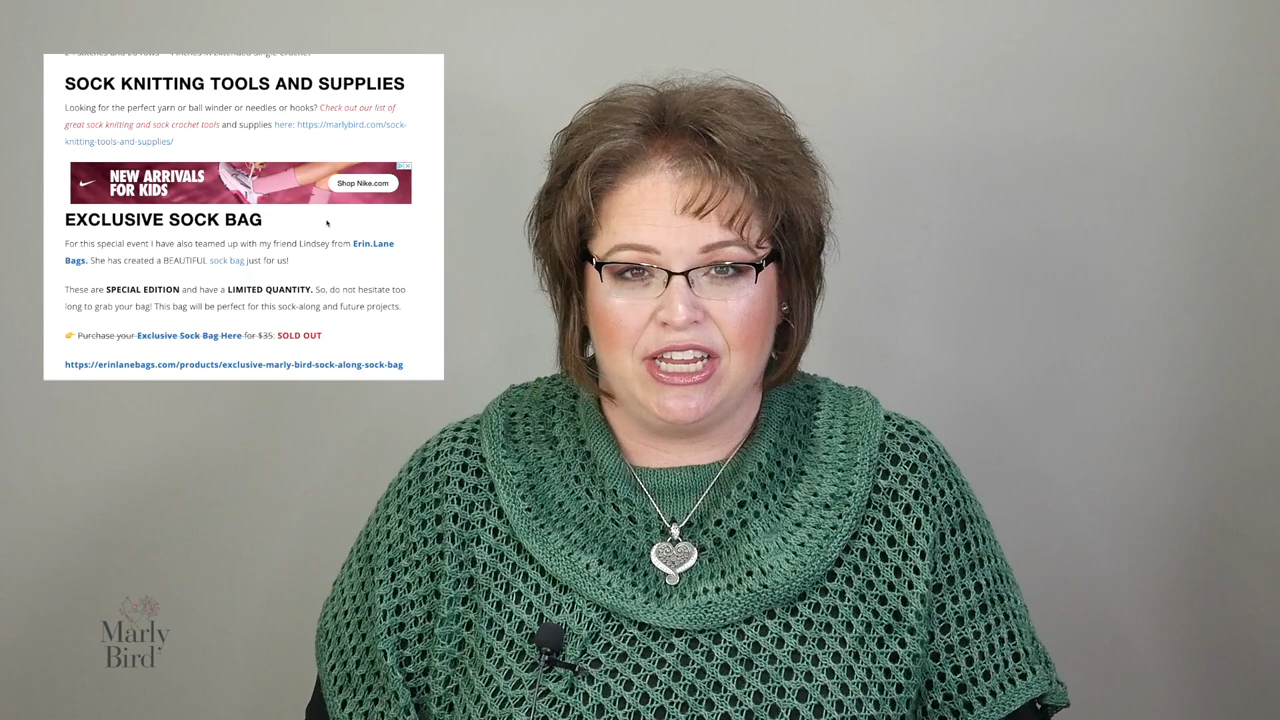 SOCK KNITTING TOOLS AND SUPPLIES
Looking for the perfect yarn or ball winder or needles or hooks? Check out our list of
great sock knitting and sock crochet tools and supplies here: https://marlybird.com/sock-
knitting-tools-and-supplies/
NEW ARRIVALS
FOR KIDS
Shop Nike.com
EXCLUSIVE SOCK BAG
For this special event I have also teamed up with my friend Lindsey from Erin.Lane
Bags. She has created a BEAUTIFUL sock bag just for us!
These are SPECIAL EDITION and have a LIMITED QUANTITY. So, do not hesitate too
long to grab your bag! This bag will be perfect for this sock-along and future projects.
👉 Purchase your Exclusive Sock Bag Here for $35: SOLD OUT
https://erinlanebags.com/products/exclusive-marly-bird-sock-along-sock-bag
Marly
Bird